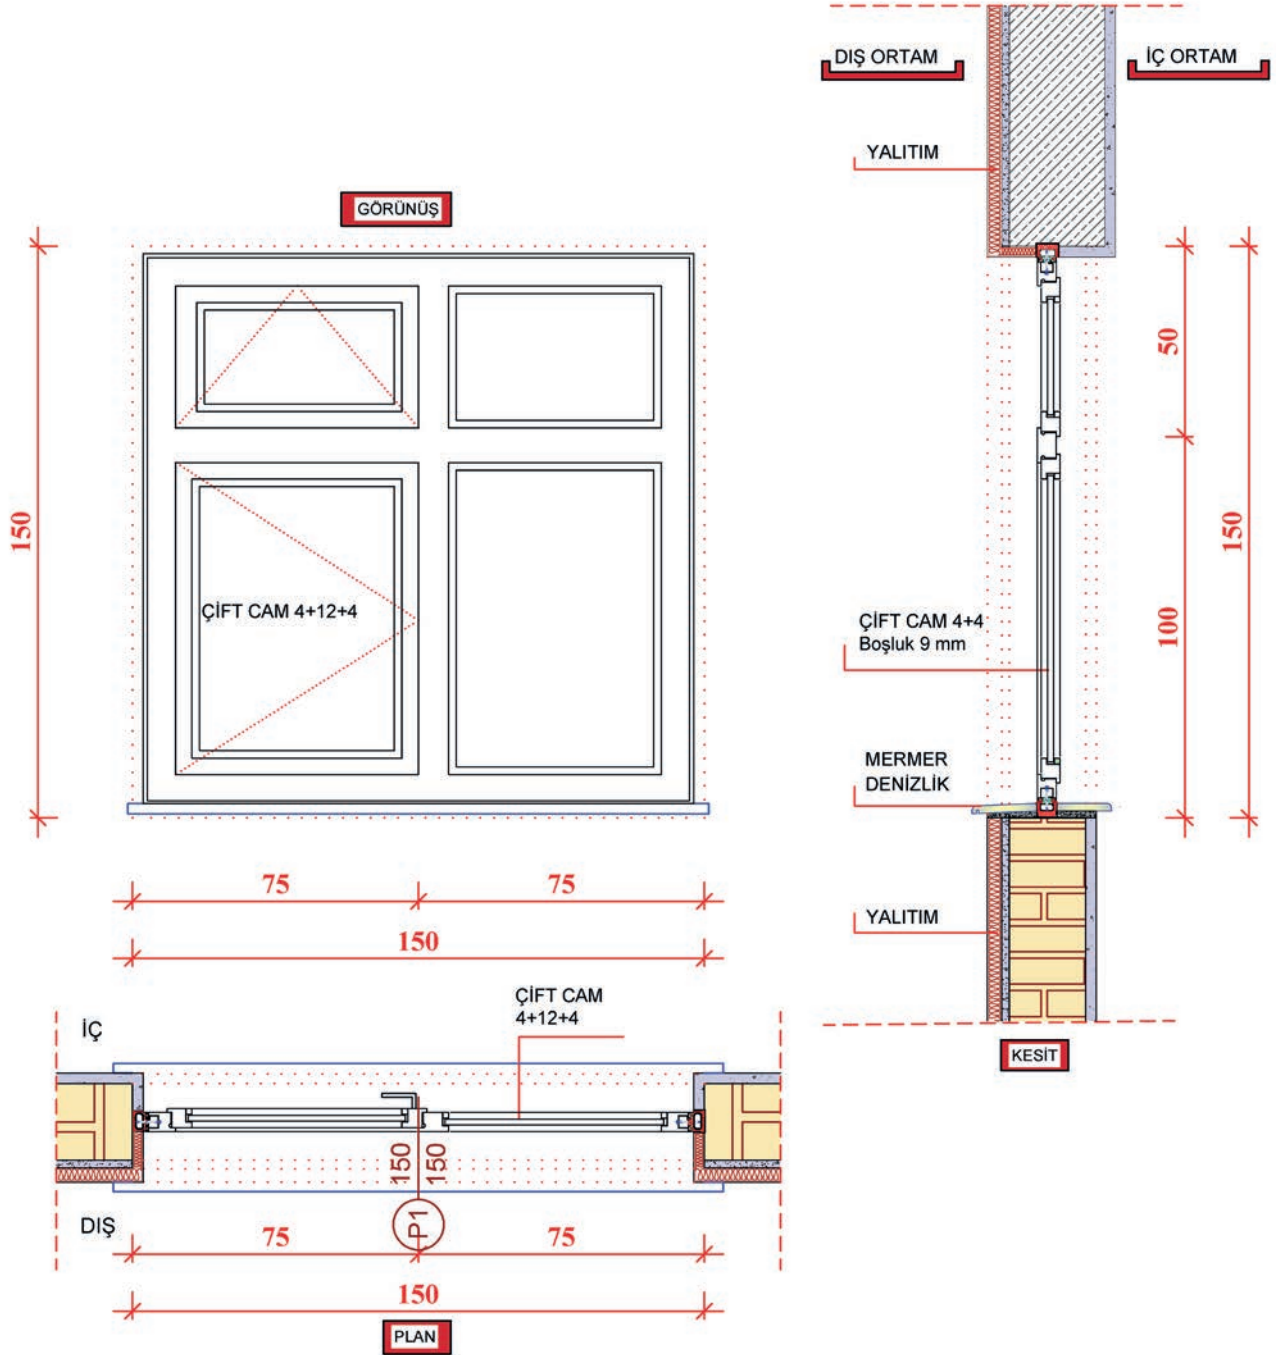 GÖRÜNÜŞ
150
ÇİFT CAM 4+12+4
75
75
150
DIŞ ORTAM
İÇ ORTAM
YALITIM
50
150
100
ÇİFT CAM 4+4
Boşluk 9 mm
MERMER
DENİZLİK
YALITIM
KESİT
İÇ
ÇİFT CAM
4+12+4
150
150
P1
DIŞ
75
75
150
PLAN